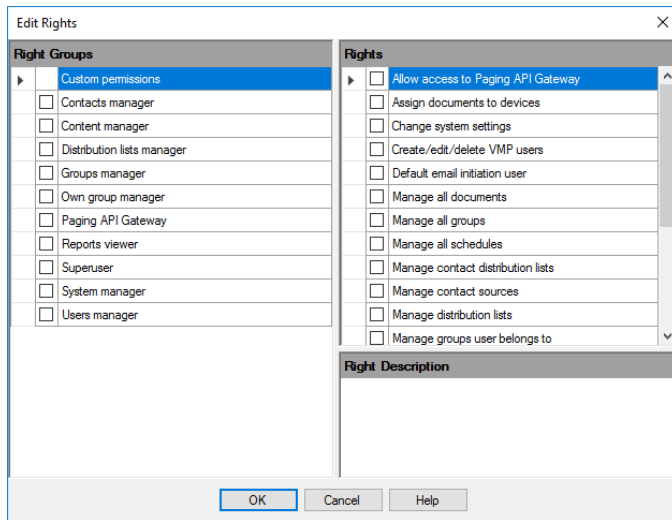 Edit Rights
Right Groups
Custom permissions
Contacts manager
Content manager
Distribution lists manager
Groups manager
Own group manager
Paging API Gateway
Reports viewer
Superuser
System manager
Users manager
Rights
Allow access to Paging API Gateway
Assign documents to devices
Change system settings
Create/edit/delete VMP users
Default email initiation user
Manage all documents
Manage all groups
Manage all schedules
Manage contact distribution lists
Manage contact sources
Manage distribution lists
Manage groups user belongs to
Right Description
OK
Cancel
Help